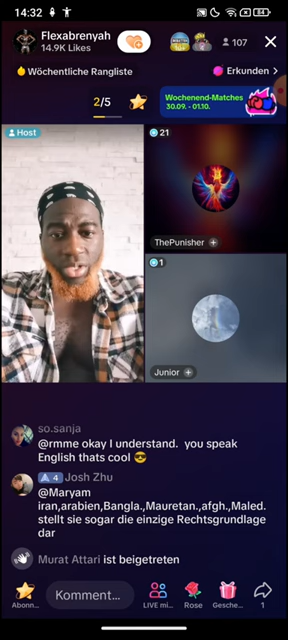 14:32
84
Flexabrenyah
14.9K Likes
107
Wöchentliche Rangliste
Erkunden >
2/5
Wochenend-Matches
30.09. - 01.10.
Host
21
ThePunisher +
1
Junior +
so.sanja
@rmme okay I understand. you speak
English thats cool 😎
4 Josh Zhu
@Maryam
iran,arabien,Bangla.,Mauretan.,afgh.,Maled.
stellt sie sogar die einzige Rechtsgrundlage
dar
Murat Attari ist beigetreten
Abonn...
Komment...
LIVE mi...
Rose
Gesche...
1